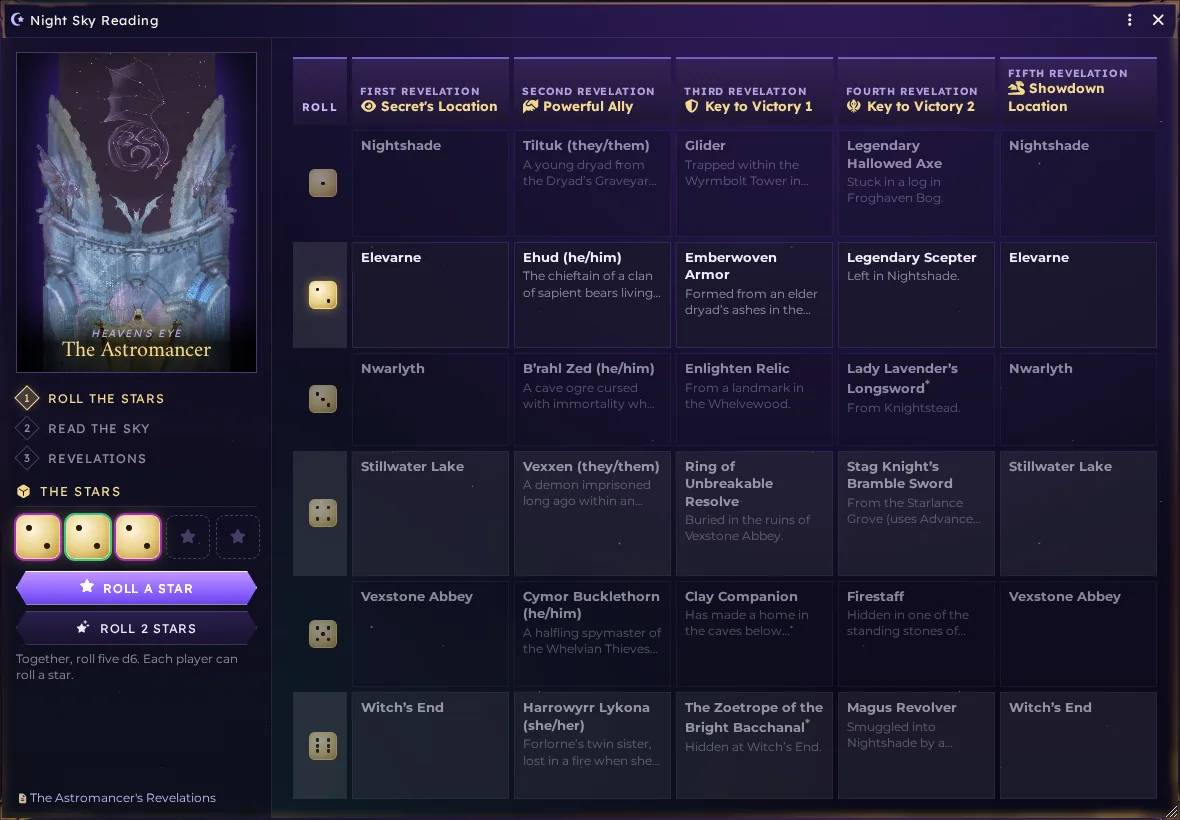 Night Sky Reading
HEAVEN'S EYE
The Astromancer
1 ROLL THE STARS
2 READ THE SKY
3 REVELATIONS
THE STARS
ROLL A STAR
ROLL 2 STARS
Together, roll five d6. Each player can
roll a star.
The Astromancer's Revelations
ROLL
FIRST REVELATION
Secret's Location
SECOND REVELATION
Powerful Ally
THIRD REVELATION
Key to Victory 1
FOURTH REVELATION
Key to Victory 2
FIFTH REVELATION
Showdown
Location
Nightshade
Tiltuk (they/them)
A young dryad from
the Dryad's Graveyar...
Glider
Trapped within the
Wyrmbolt Tower in...
Legendary
Hallowed Axe
Stuck in a log in
Froghaven Bog.
Nightshade
Elevarne
Ehud (he/him)
The chieftain of a clan
of sapient bears living...
Emberwoven
Armor
Formed from an elder
dryad's ashes in the...
Legendary Scepter
Left in Nightshade.
Elevarne
Nwarlyth
B'rahl Zed (he/him)
A cave ogre cursed
with immortality wh...
Enlighten Relic
From a landmark in
the Whelvewood.
Lady Lavender's
Longsword*
From Knightstead.
Nwarlyth
Stillwater Lake
Vexxen (they/them)
A demon imprisoned
long ago within an...
Ring of
Unbreakable
Resolve
Buried in the ruins of
Vexstone Abbey.
Stag Knight's
Bramble Sword
From the Starlance
Grove (uses Advance...
Stillwater Lake
Vexstone Abbey
Cymor Bucklethorn
(he/him)
A halfling spymaster of
the Whelvian Thieves...
Clay Companion
Has made a home in
the caves below...
Firestaff
Hidden in one of the
standing stones of...
Vexstone Abbey
Witch's End
Harrowyrr Lykona
(she/her)
Forlorne's twin sister,
lost in a fire when she...
The Zoetrope of the
Bright Bacchanal*
Hidden at Witch's End.
Magus Revolver
Smuggled into
Nightshade by a...
Witch's End